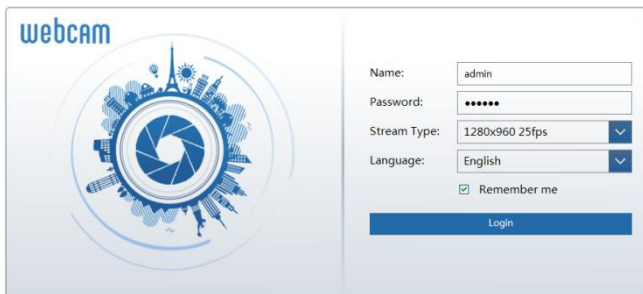 webcam
Name: admin
Password: ••••••
Stream Type: 1280x960 25fps
Language: English
Remember me
Login